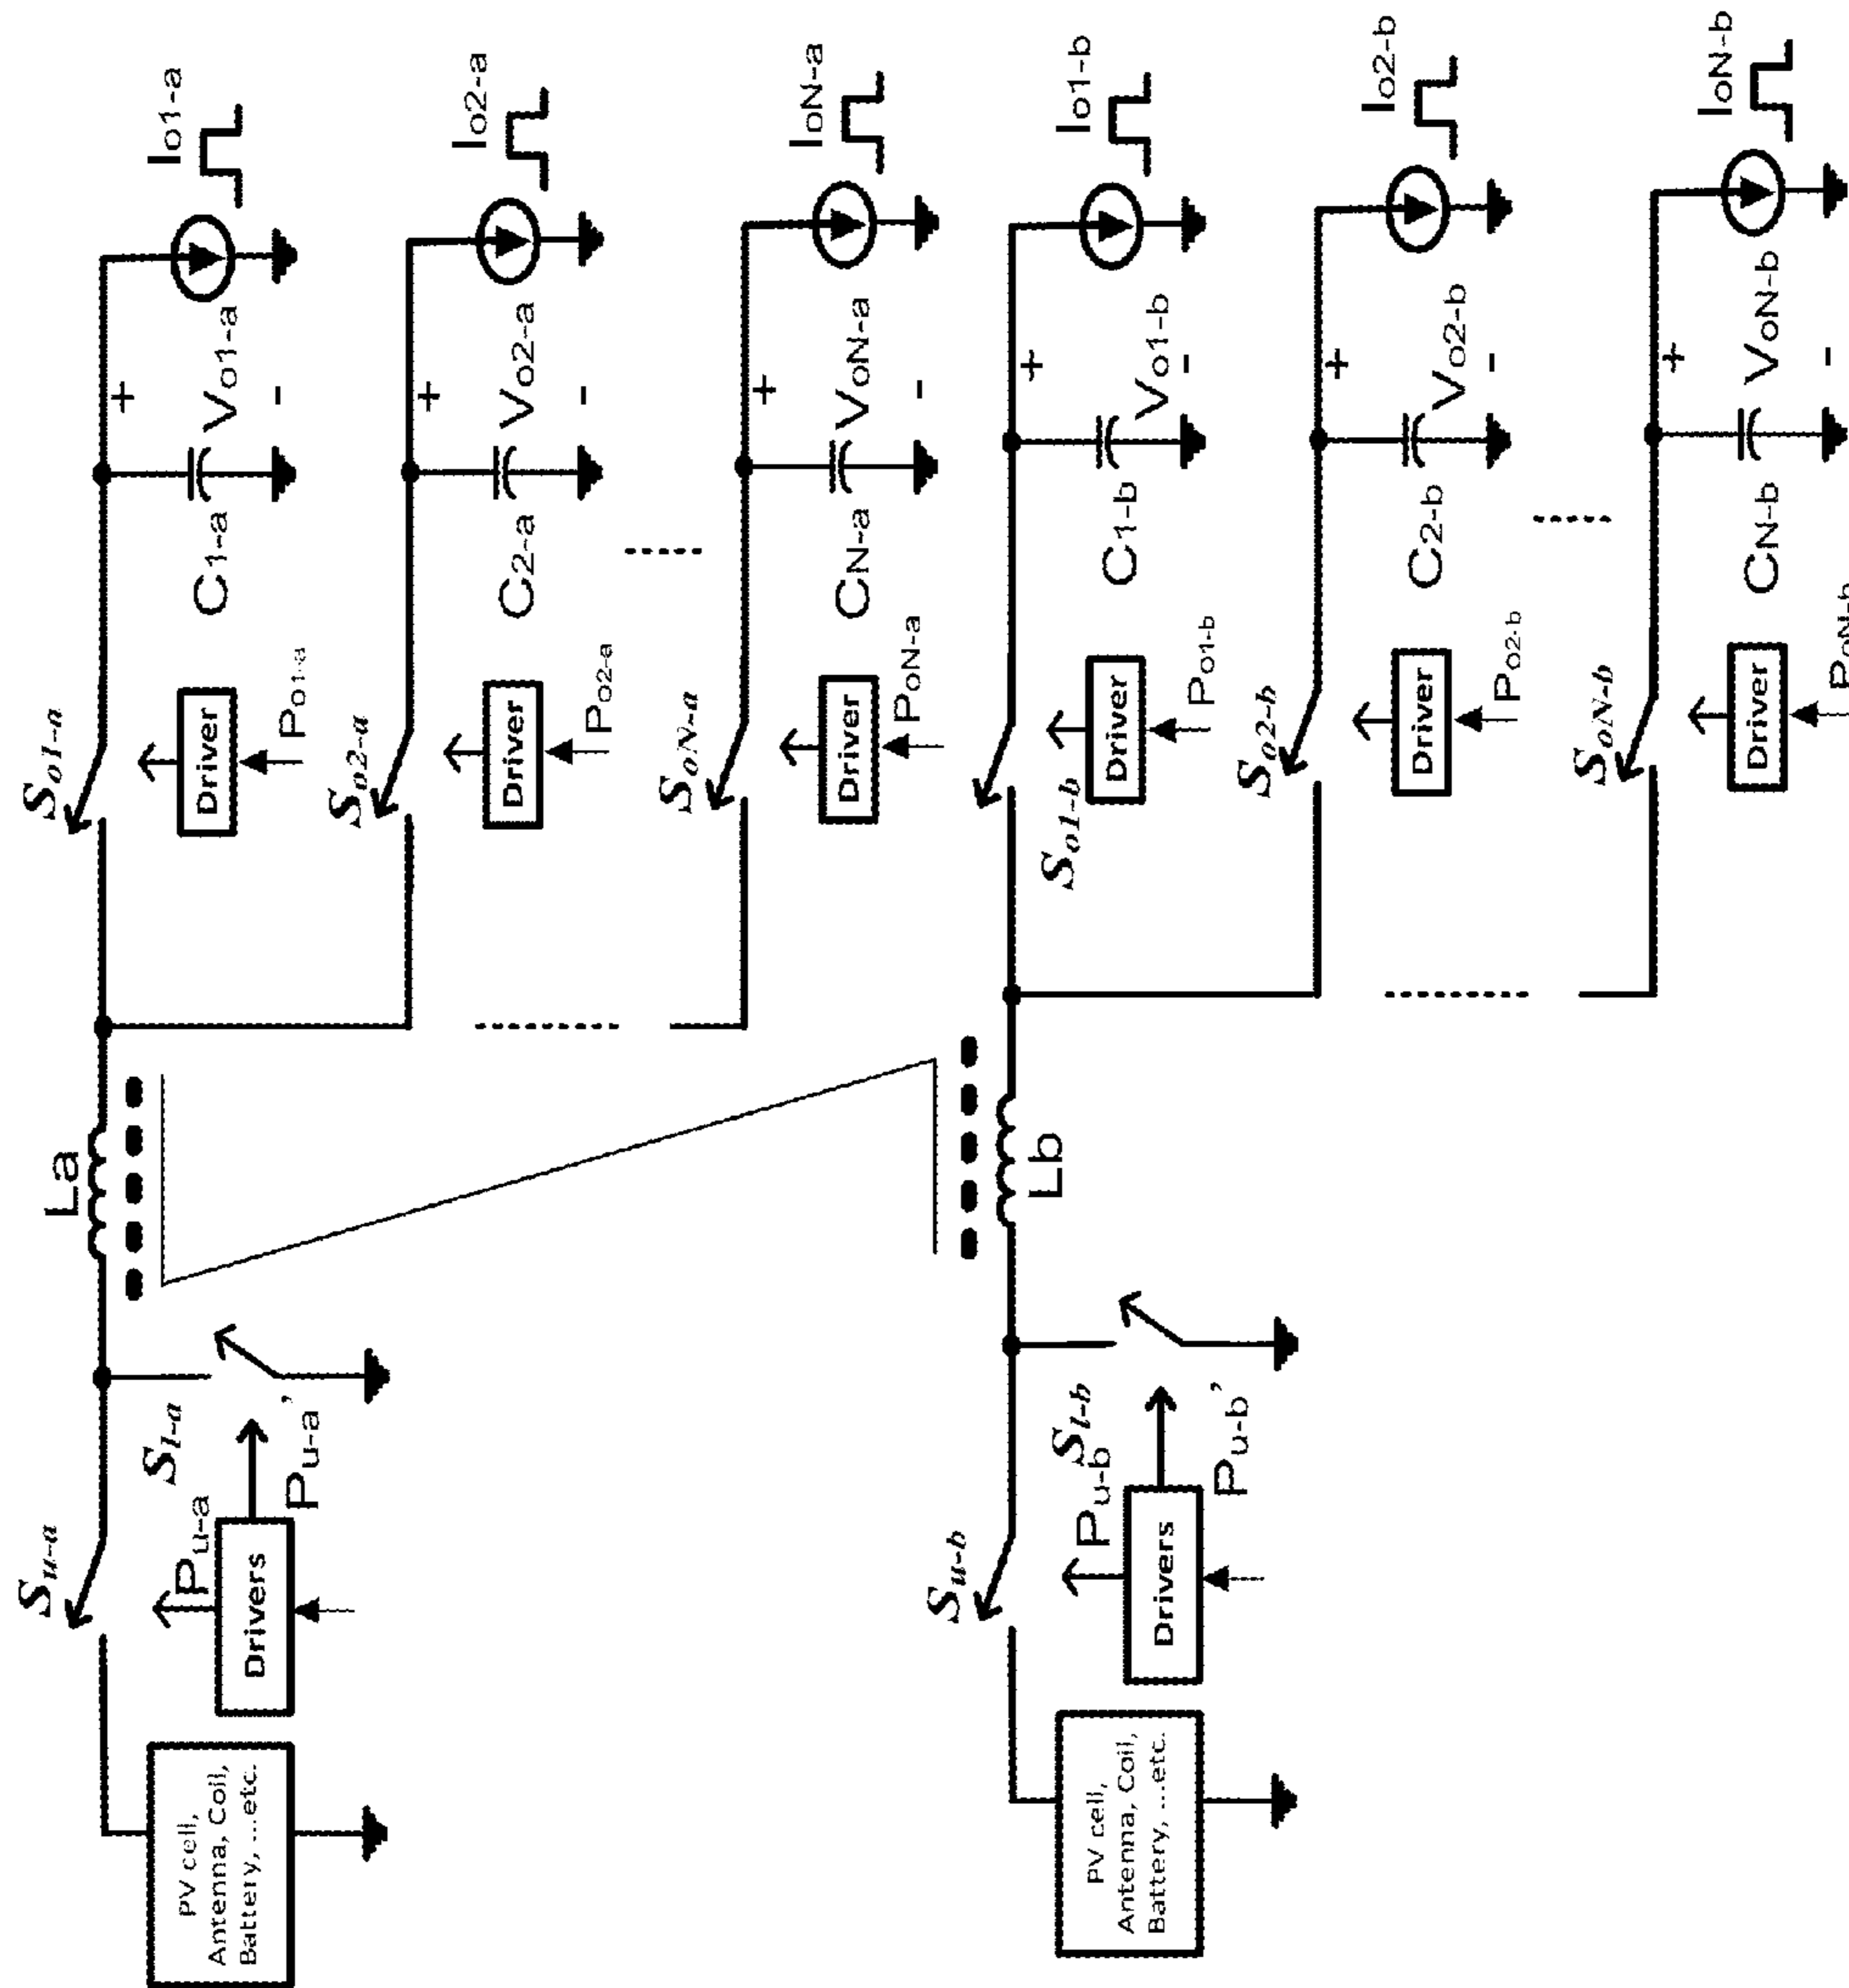 PV cell,
Antenna, Coil,
Battery, ...etc.
Su-a
Pu-a
Drivers
Sl-a
Pu-a'
La
So1-a
Driver
Po1-a
C1-a
+
Vo1-a
-
Io1-a
So2-a
Driver
Po2-a
C2-a
+
Vo2-a
-
Io2-a
SoN-a
Driver
PoN-a
CN-a
+
VoN-a
-
IoN-a
PV cell,
Antenna, Coil,
Battery, ...etc.
Su-b
Pu-b
Drivers
Sl-b
Pu-b'
Lb
So1-b
Driver
Po1-b
C1-b
+
Vo1-b
-
Io1-b
So2-b
Driver
Po2-b
C2-b
+
Vo2-b
-
Io2-b
SoN-b
Driver
PoN-b
CN-b
+
VoN-b
-
IoN-b